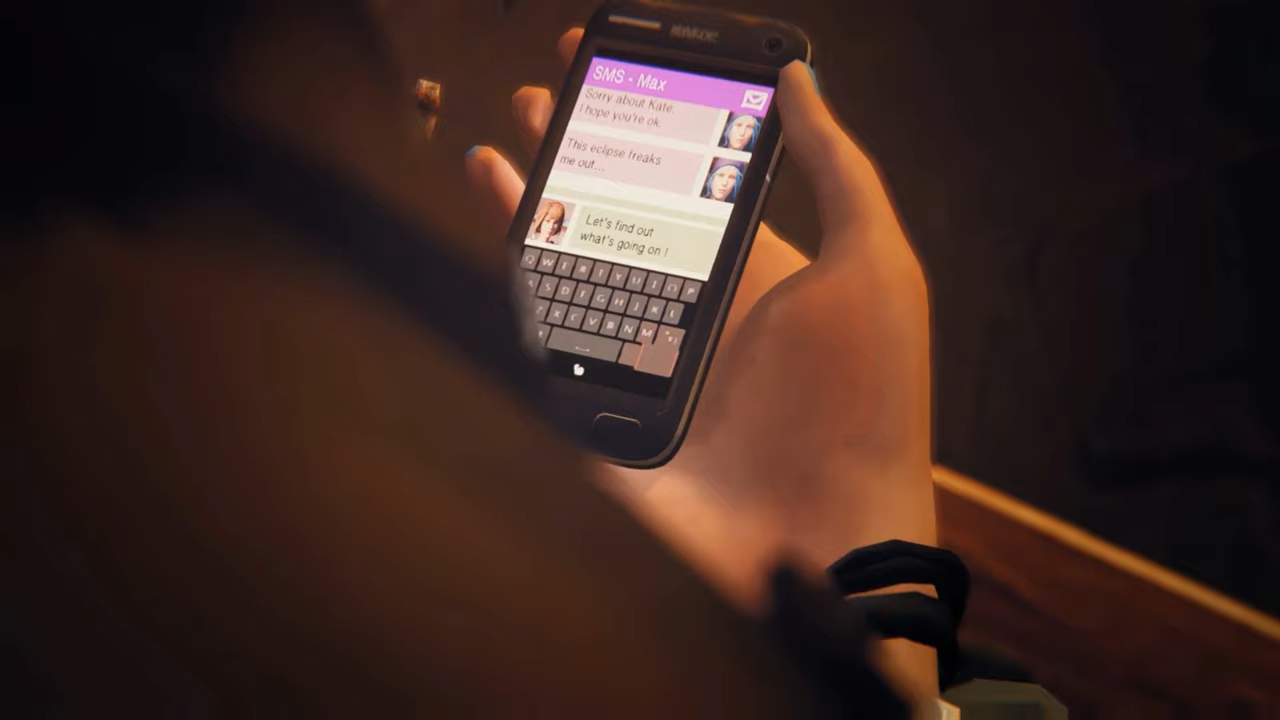 SMS - Max
Sorry about Kate.
I hope you're ok.
This eclipse freaks
me out...
Let's find out
what's going on !
Q W E R T Y U I O P
A S D F G H J K L
X C V B N M